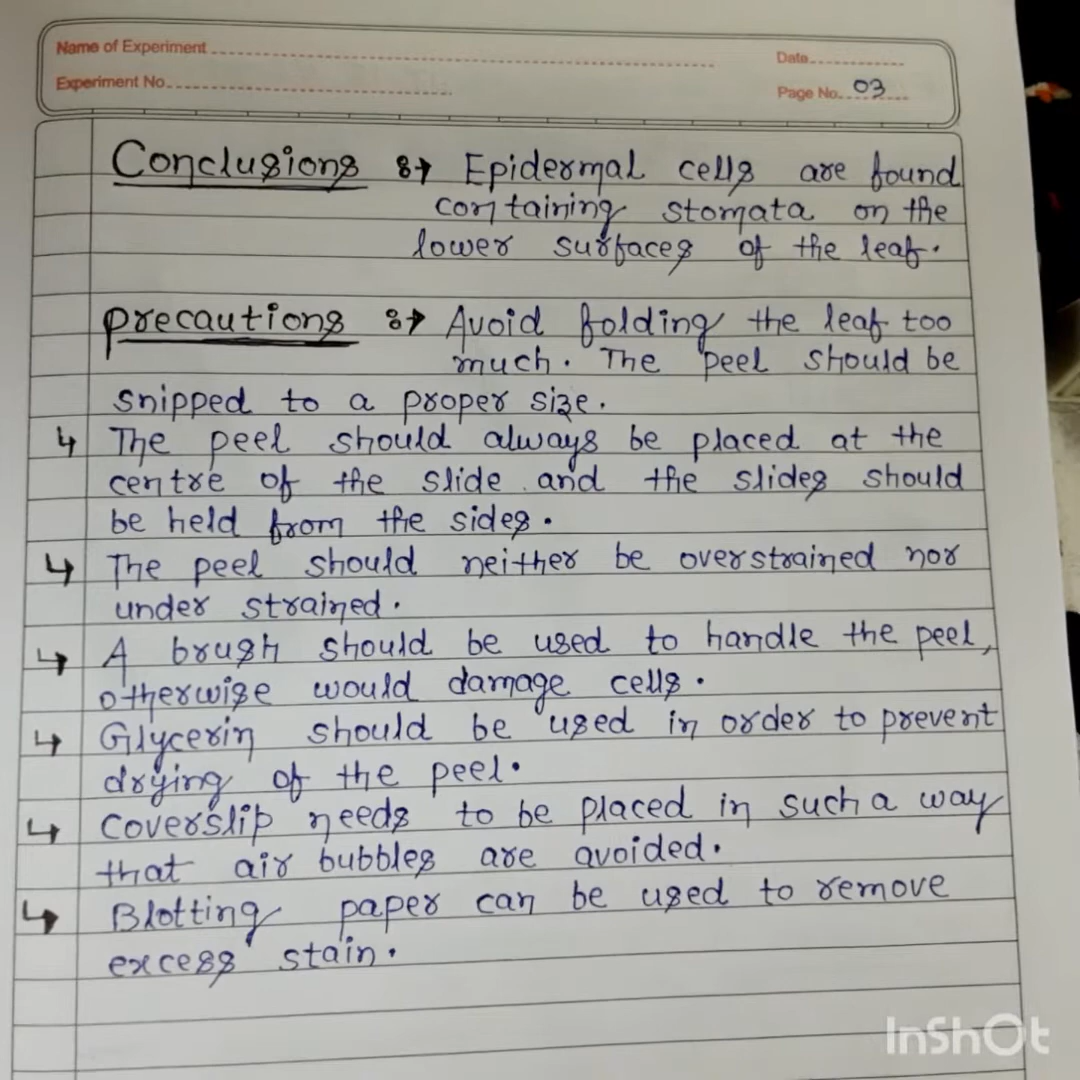 Name of Experiment
Date
Experiment No.
Page No. 03
Conclusions :→ Epidermal cells are found
containing stomata on the
lower surfaces of the leaf.
Precautions :→ Avoid folding the leaf too
much. The peel should be
snipped to a proper size.
↳ The peel should always be placed at the
centre of the slide and the slides should
be held from the sides.
↳ The peel should neither be overstrained nor
under strained.
↳ A brush should be used to handle the peel,
otherwise would damage cells.
↳ Glycerin should be used in order to prevent
drying of the peel.
↳ Coverslip needs to be placed in such a way
that air bubbles are avoided.
↳ Blotting paper can be used to remove
excess stain.
InShOt